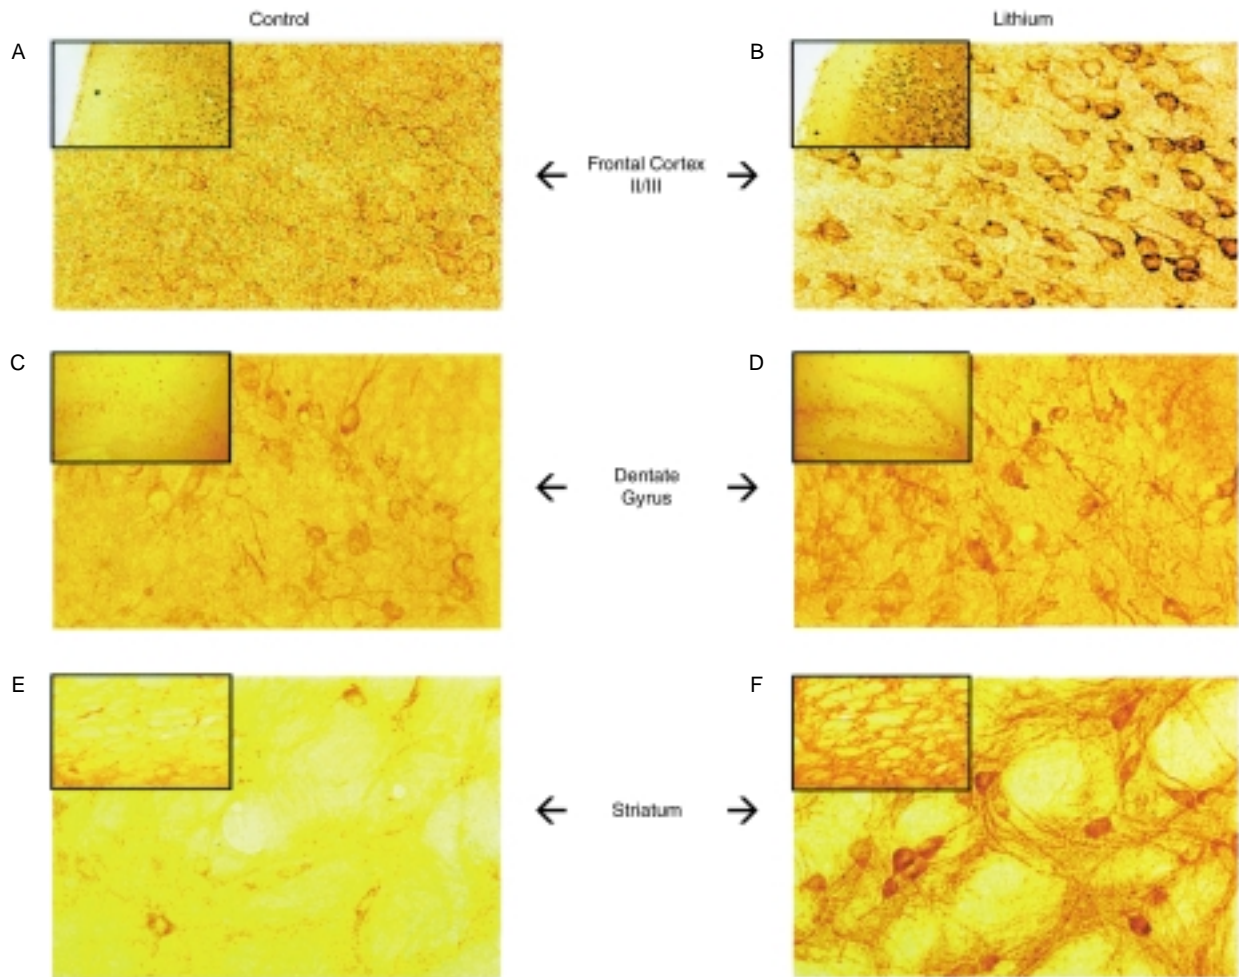 Control
Lithium
A
B
Frontal Cortex
II/III
C
D
Dentate
Gyrus
E
F
Striatum